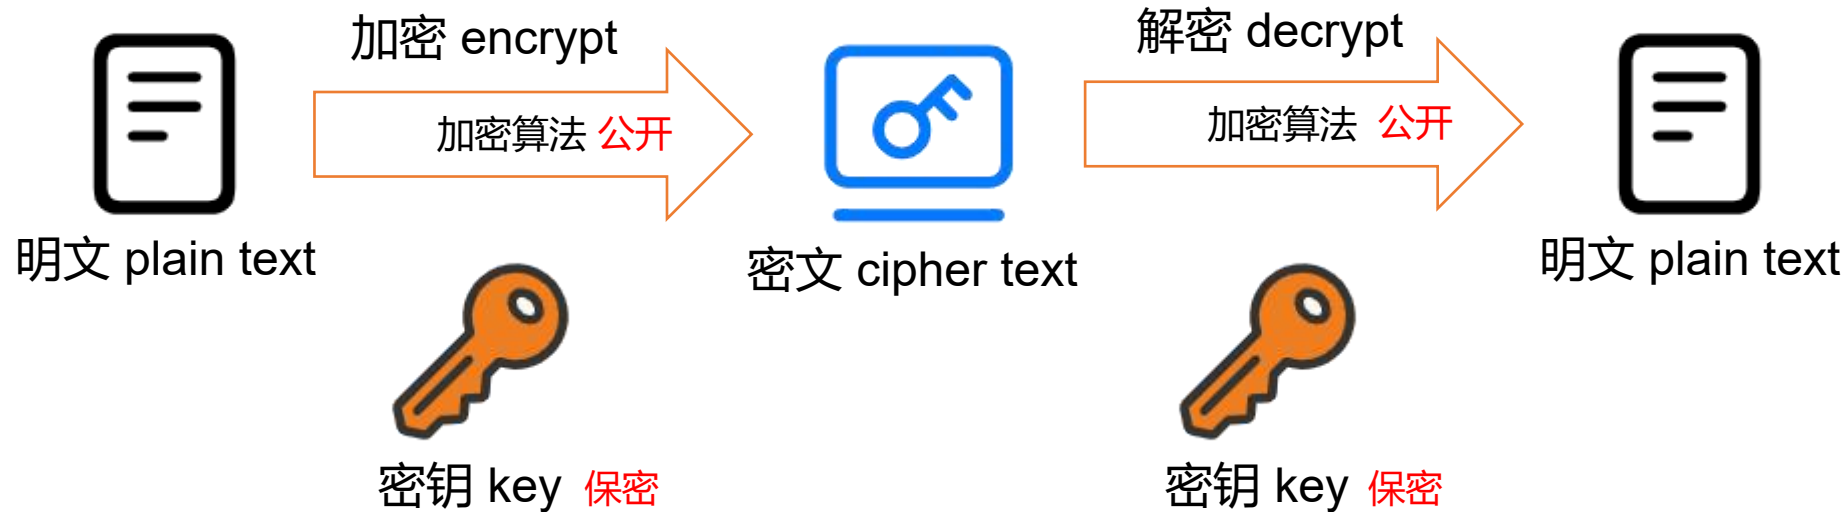 加密 encrypt
加密算法 公开
明文 plain text
密钥 key 保密
密文 cipher text
解密 decrypt
加密算法 公开
密钥 key 保密
明文 plain text